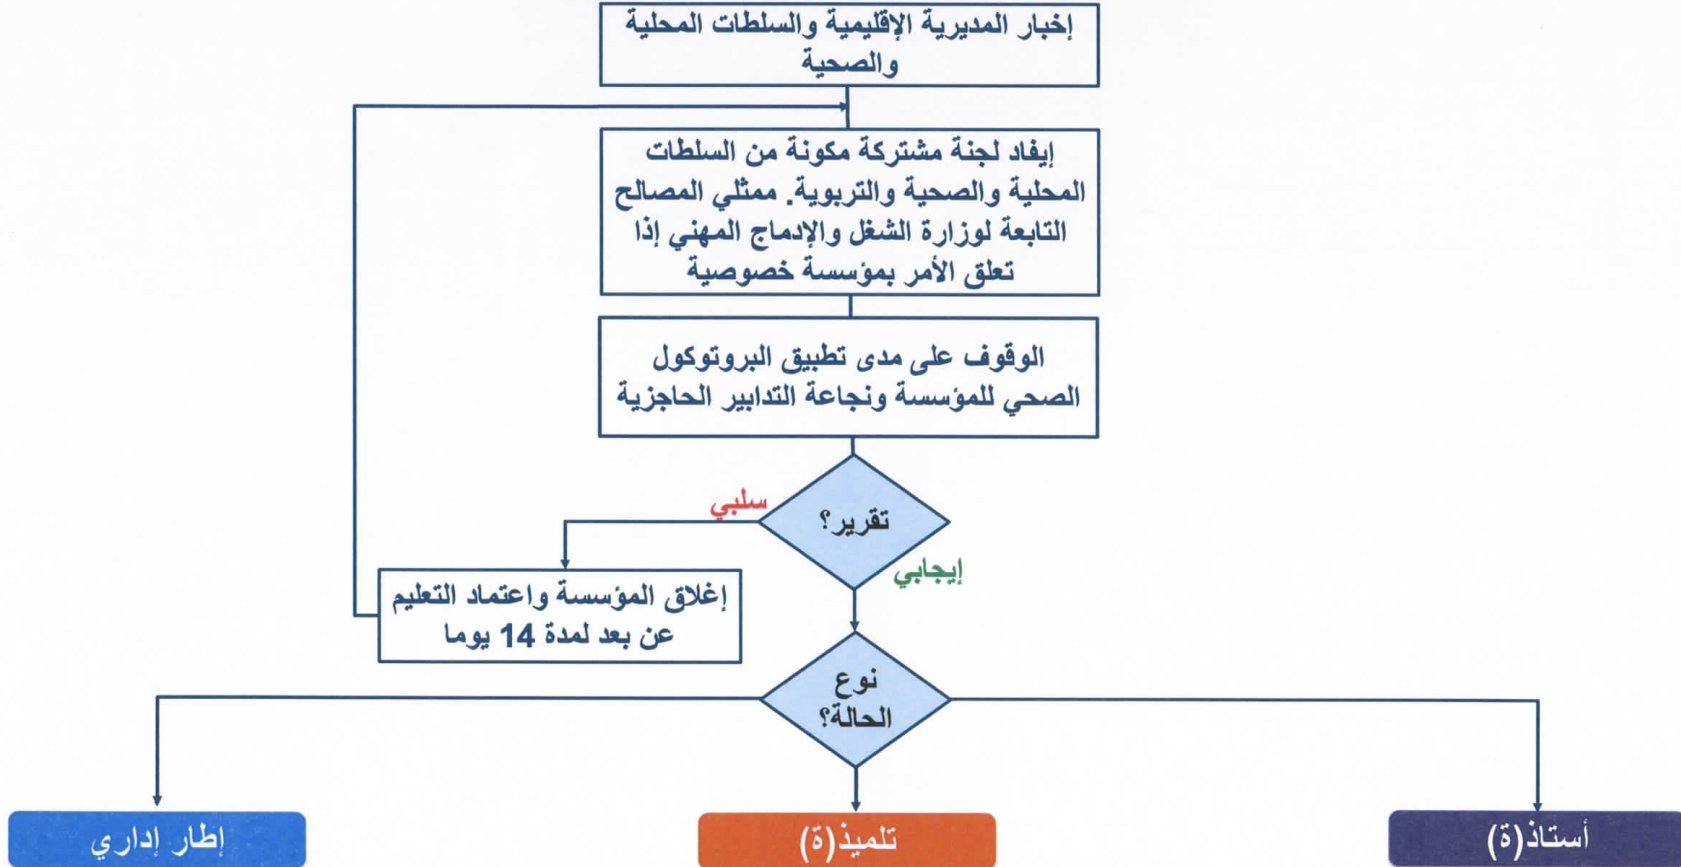 إخبار المديرية الإقليمية والسلطات المحلية
والصحية
إيفاد لجنة مشتركة مكونة من السلطات
المحلية والصحية والتربوية. ممثلي المصالح
التابعة لوزارة الشغل والإدماج المهني إذا
تعلق الأمر بمؤسسة خصوصية
الوقوف على مدى تطبيق البروتوكول
الصحي للمؤسسة ونجاعة التدابير الحاجزية
تقرير؟
سلبي
إيجابي
إغلاق المؤسسة واعتماد التعليم
عن بعد لمدة 14 يوما
نوع
الحالة؟
أستاذ(ة)
تلميذ(ة)
إطار إداري